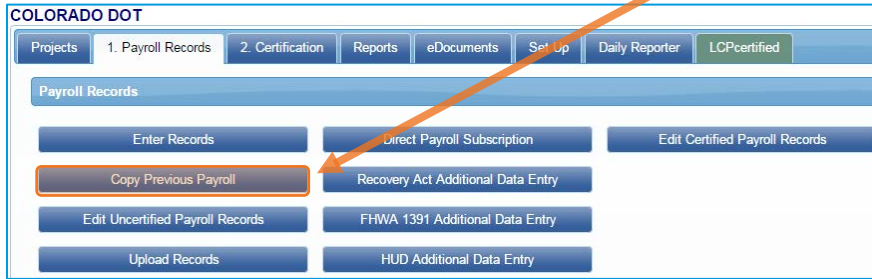 COLORADO DOT
Projects 1. Payroll Records 2. Certification Reports eDocuments Set Up Daily Reporter LCPcertified
Payroll Records
Enter Records Direct Payroll Subscription Edit Certified Payroll Records
Copy Previous Payroll Recovery Act Additional Data Entry
Edit Uncertified Payroll Records FHWA 1391 Additional Data Entry
Upload Records HUD Additional Data Entry